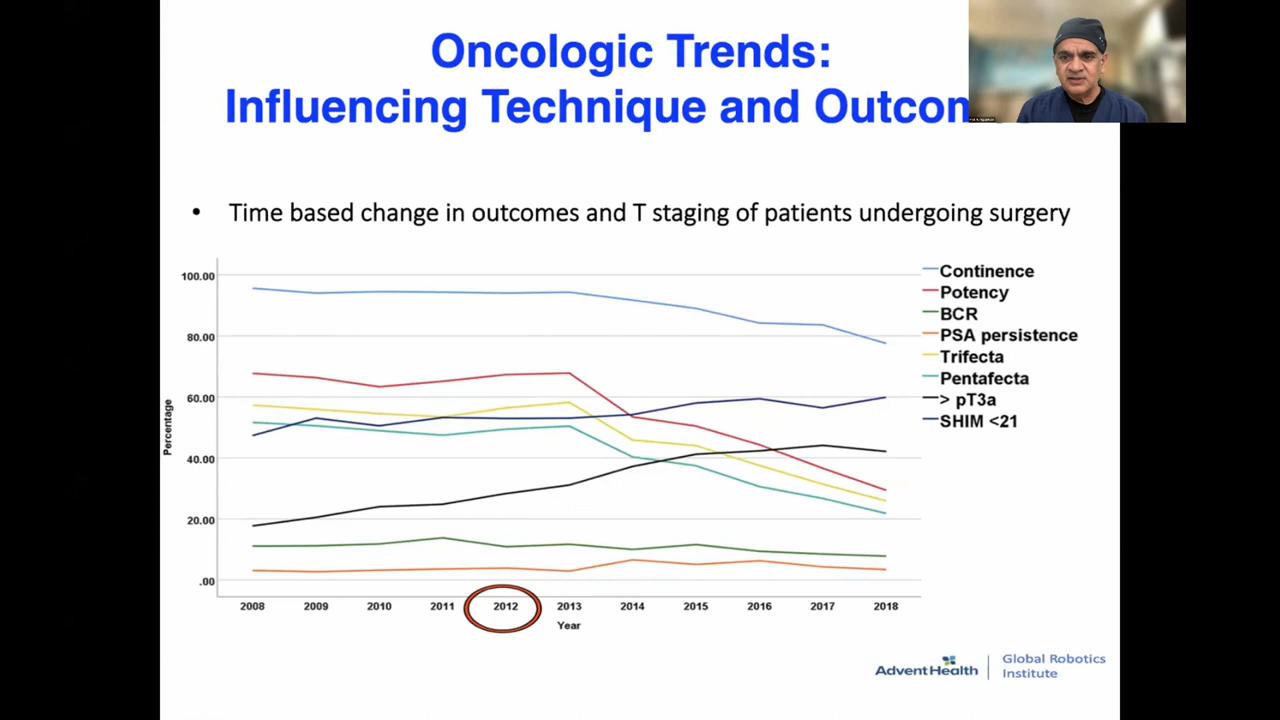 Oncologic Trends:
Influencing Technique and Outcom
• Time based change in outcomes and T staging of patients undergoing surgery
100.00
80.00
60.00
40.00
20.00
.00
Percentage
2008 2009 2010 2011 2012 2013 2014 2015 2016 2017 2018
Year
Continence
Potency
BCR
PSA persistence
Trifecta
Pentafecta
> pT3a
SHIM <21
AdventHealth
Global Robotics
Institute